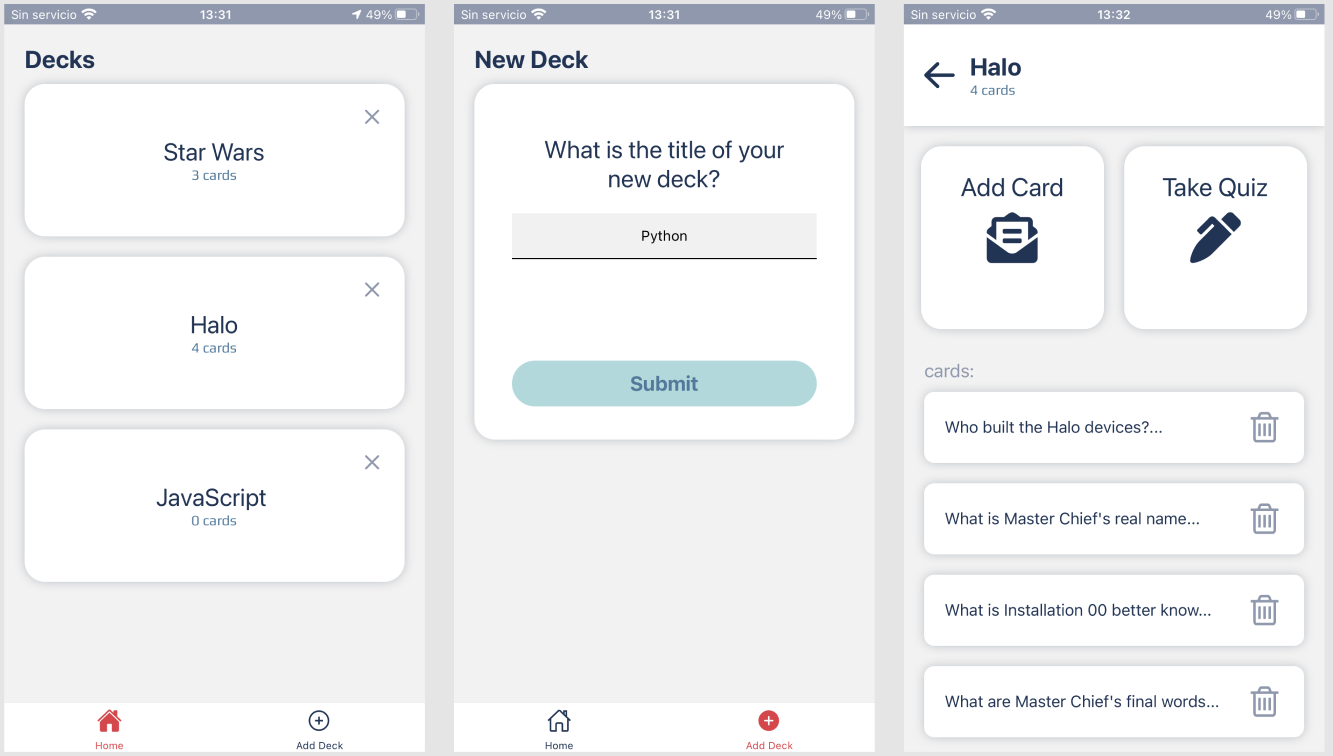 Sin servicio 13:31 49%
Decks
Star Wars
3 cards
Halo
4 cards
JavaScript
0 cards
Home Add Deck
Sin servicio 13:31 49%
New Deck
What is the title of your
new deck?
Python
Submit
Home Add Deck
Sin servicio 13:32 49%
Halo
4 cards
Add Card Take Quiz
cards:
Who built the Halo devices?...
What is Master Chief's real name...
What is Installation 00 better know...
What are Master Chief's final words...